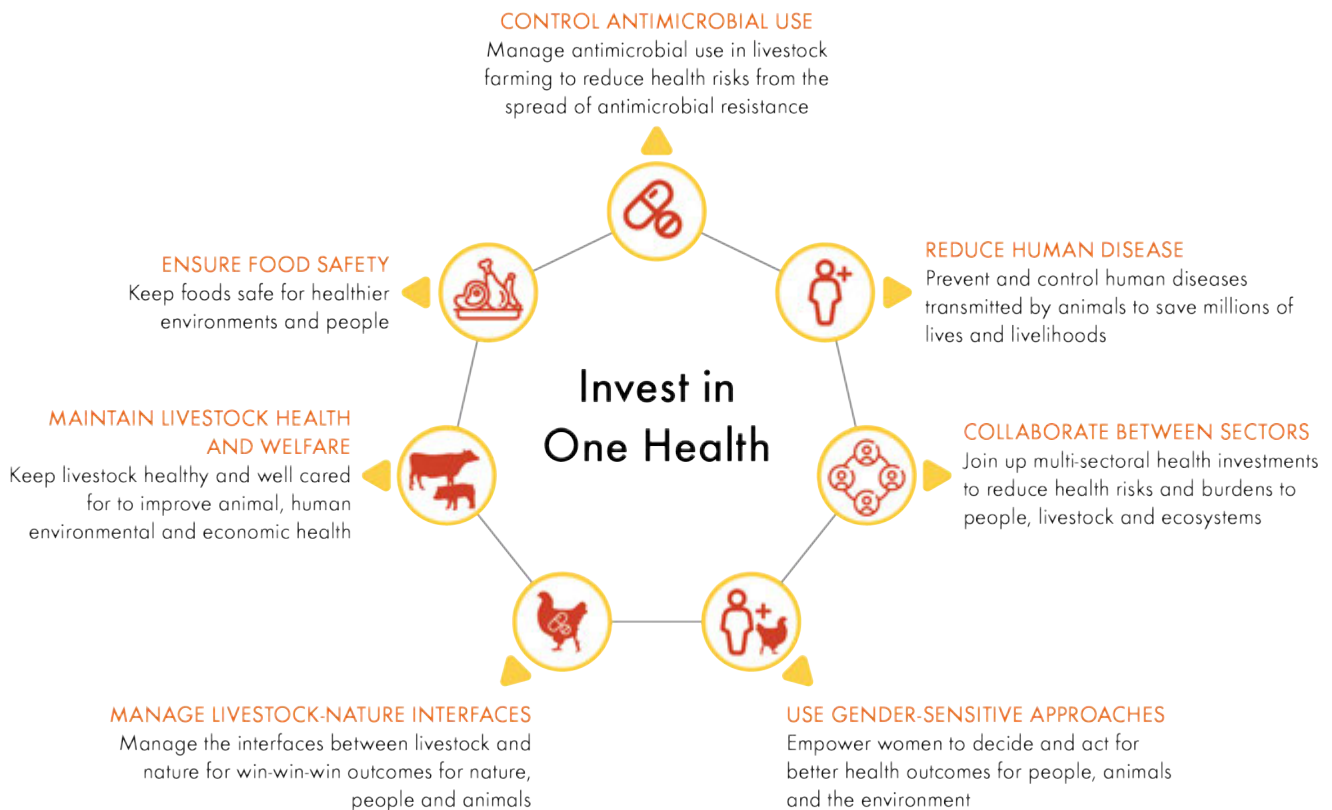 CONTROL ANTIMICROBIAL USE
Manage antimicrobial use in livestock
farming to reduce health risks from the
spread of antimicrobial resistance
REDUCE HUMAN DISEASE
Prevent and control human diseases
transmitted by animals to save millions of
lives and livelihoods
COLLABORATE BETWEEN SECTORS
Join up multi-sectoral health investments
to reduce health risks and burdens to
people, livestock and ecosystems
USE GENDER-SENSITIVE APPROACHES
Empower women to decide and act for
better health outcomes for people, animals
and the environment
MANAGE LIVESTOCK-NATURE INTERFACES
Manage the interfaces between livestock and
nature for win-win-win outcomes for nature,
people and animals
MAINTAIN LIVESTOCK HEALTH
AND WELFARE
Keep livestock healthy and well cared
for to improve animal, human
environmental and economic health
ENSURE FOOD SAFETY
Keep foods safe for healthier
environments and people
Invest in
One Health